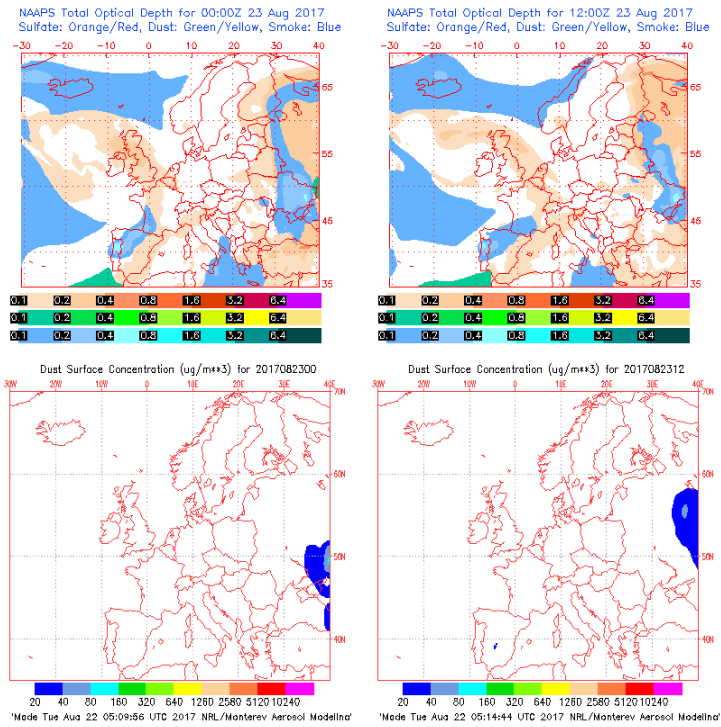 NAAPS Total Optical Depth for 00:00Z 23 Aug 2017
Sulfate: Orange/Red, Dust: Green/Yellow, Smoke: Blue
-30 -20 -10 0 10 20 30 40
65
55
45
35
0.1 0.2 0.4 0.8 1.6 3.2 6.4
0.1 0.2 0.4 0.8 1.6 3.2 6.4
0.1 0.2 0.4 0.8 1.6 3.2 6.4
NAAPS Total Optical Depth for 12:00Z 23 Aug 2017
Sulfate: Orange/Red, Dust: Green/Yellow, Smoke: Blue
-30 -20 -10 0 10 20 30 40
65
55
45
35
0.1 0.2 0.4 0.8 1.6 3.2 6.4
0.1 0.2 0.4 0.8 1.6 3.2 6.4
0.1 0.2 0.4 0.8 1.6 3.2 6.4
Dust Surface Concentration (ug/m**3) for 2017082300
30W 20W 10W 0 10E 20E 30E 40E
70N
60N
50N
40N
20 40 80 160 320 640 1280 2560 5120 10240
'Made Tue Aug 22 05:09:56 UTC 2017 NRL/Monterey Aerosol Modeling'
Dust Surface Concentration (ug/m**3) for 2017082312
30W 20W 10W 0 10E 20E 30E 40E
70N
60N
50N
40N
20 40 80 160 320 640 1280 2560 5120 10240
'Made Tue Aug 22 05:14:44 UTC 2017 NRL/Monterey Aerosol Modeling'